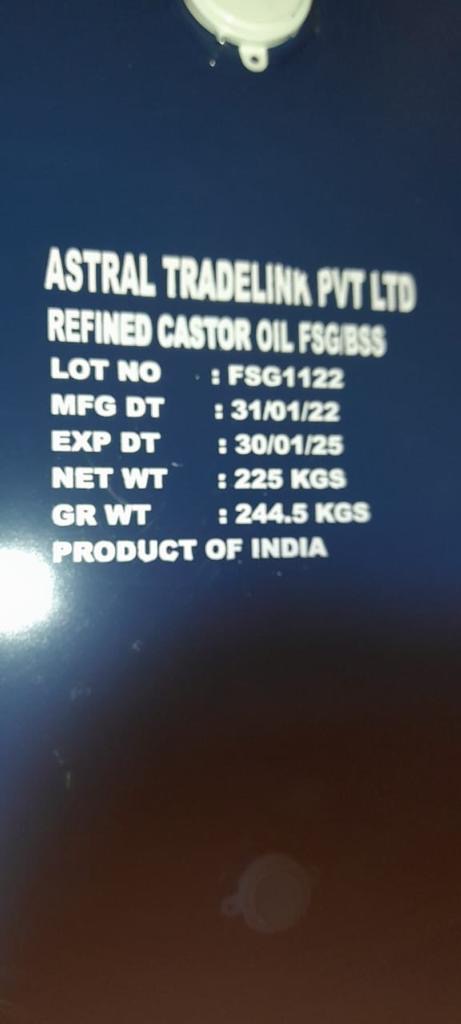 ASTRAL TRADELINK PVT LTD
REFINED CASTOR OIL FSG/BSS
LOT NO : FSG1122
MFG DT : 31/01/22
EXP DT : 30/01/25
NET WT : 225 KGS
GR WT : 244.5 KGS
PRODUCT OF INDIA